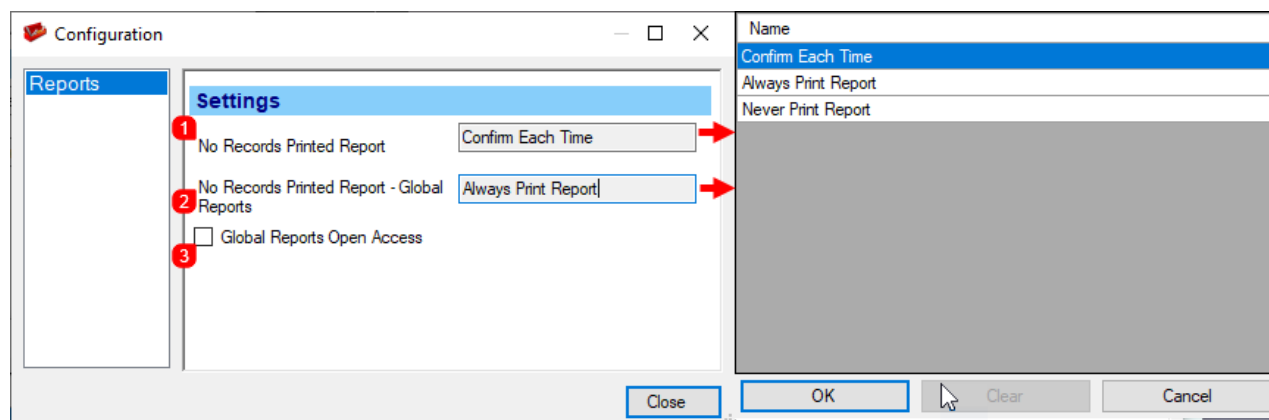 Configuration
Reports
Settings
1
No Records Printed Report
Confirm Each Time
2
No Records Printed Report - Global
Reports
Always Print Report
3
Global Reports Open Access
Close
Name
Confirm Each Time
Always Print Report
Never Print Report
OK
Clear
Cancel